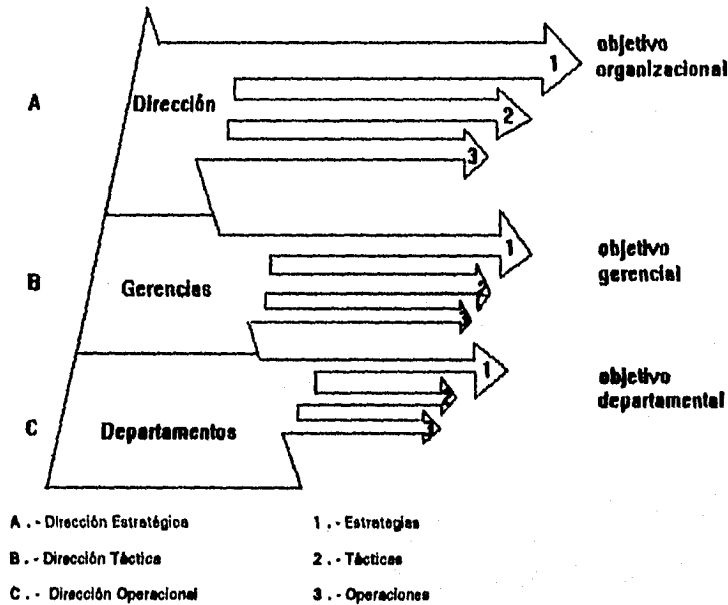 objetivo
organizacional
1
A
Dirección
2
3
objetivo
gerencial
1
B
Gerencias
2
3
objetivo
departamental
1
C
Departamentos
2
3
A . - Dirección Estratégica
1 . - Estrategias
B . - Dirección Táctica
2 . - Tácticas
C . - Dirección Operacional
3 . - Operaciones